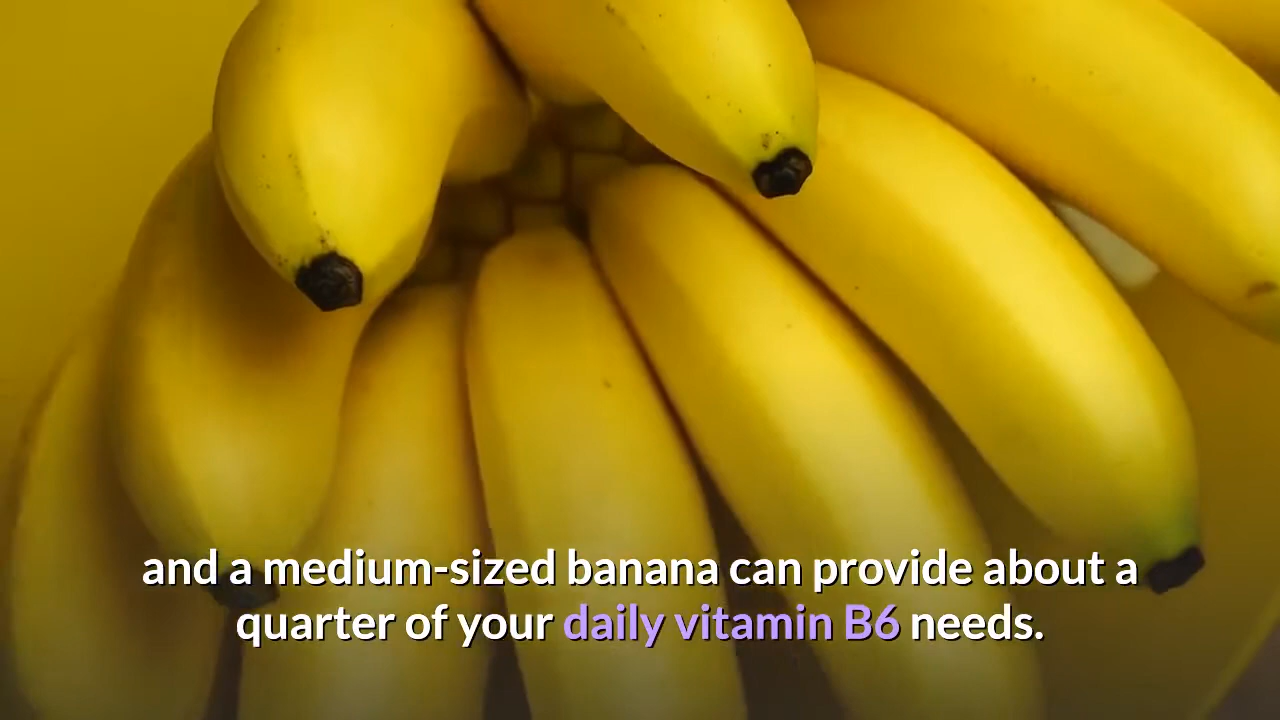 and a medium-sized banana can provide about a
quarter of your daily vitamin B6 needs.